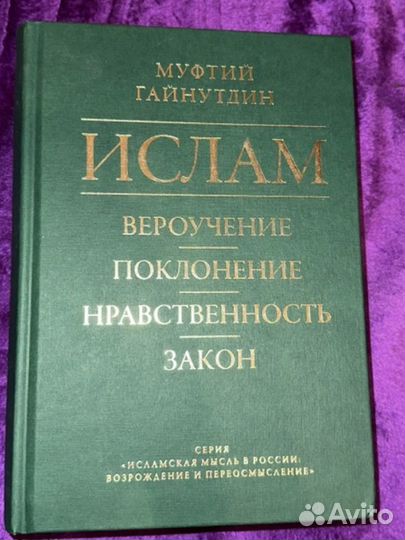 МУФТИЙ
ГАЙНУТДИН
ИСЛАМ
ВЕРОУЧЕНИЕ
ПОКЛОНЕНИЕ
НРАВСТВЕННОСТЬ
ЗАКОН
СЕРИЯ
«ИСЛАМСКАЯ МЫСЛЬ В РОССИИ:
ВОЗРОЖДЕНИЕ И ПЕРЕОСМЫСЛЕНИЕ»
Avito